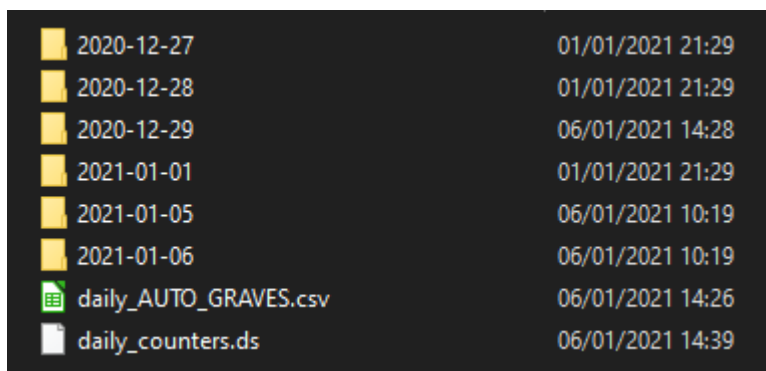 2020-12-27 01/01/2021 21:29
2020-12-28 01/01/2021 21:29
2020-12-29 06/01/2021 14:28
2021-01-01 01/01/2021 21:29
2021-01-05 06/01/2021 10:19
2021-01-06 06/01/2021 10:19
daily_AUTO_GRAVES.csv 06/01/2021 14:26
daily_counters.ds 06/01/2021 14:39